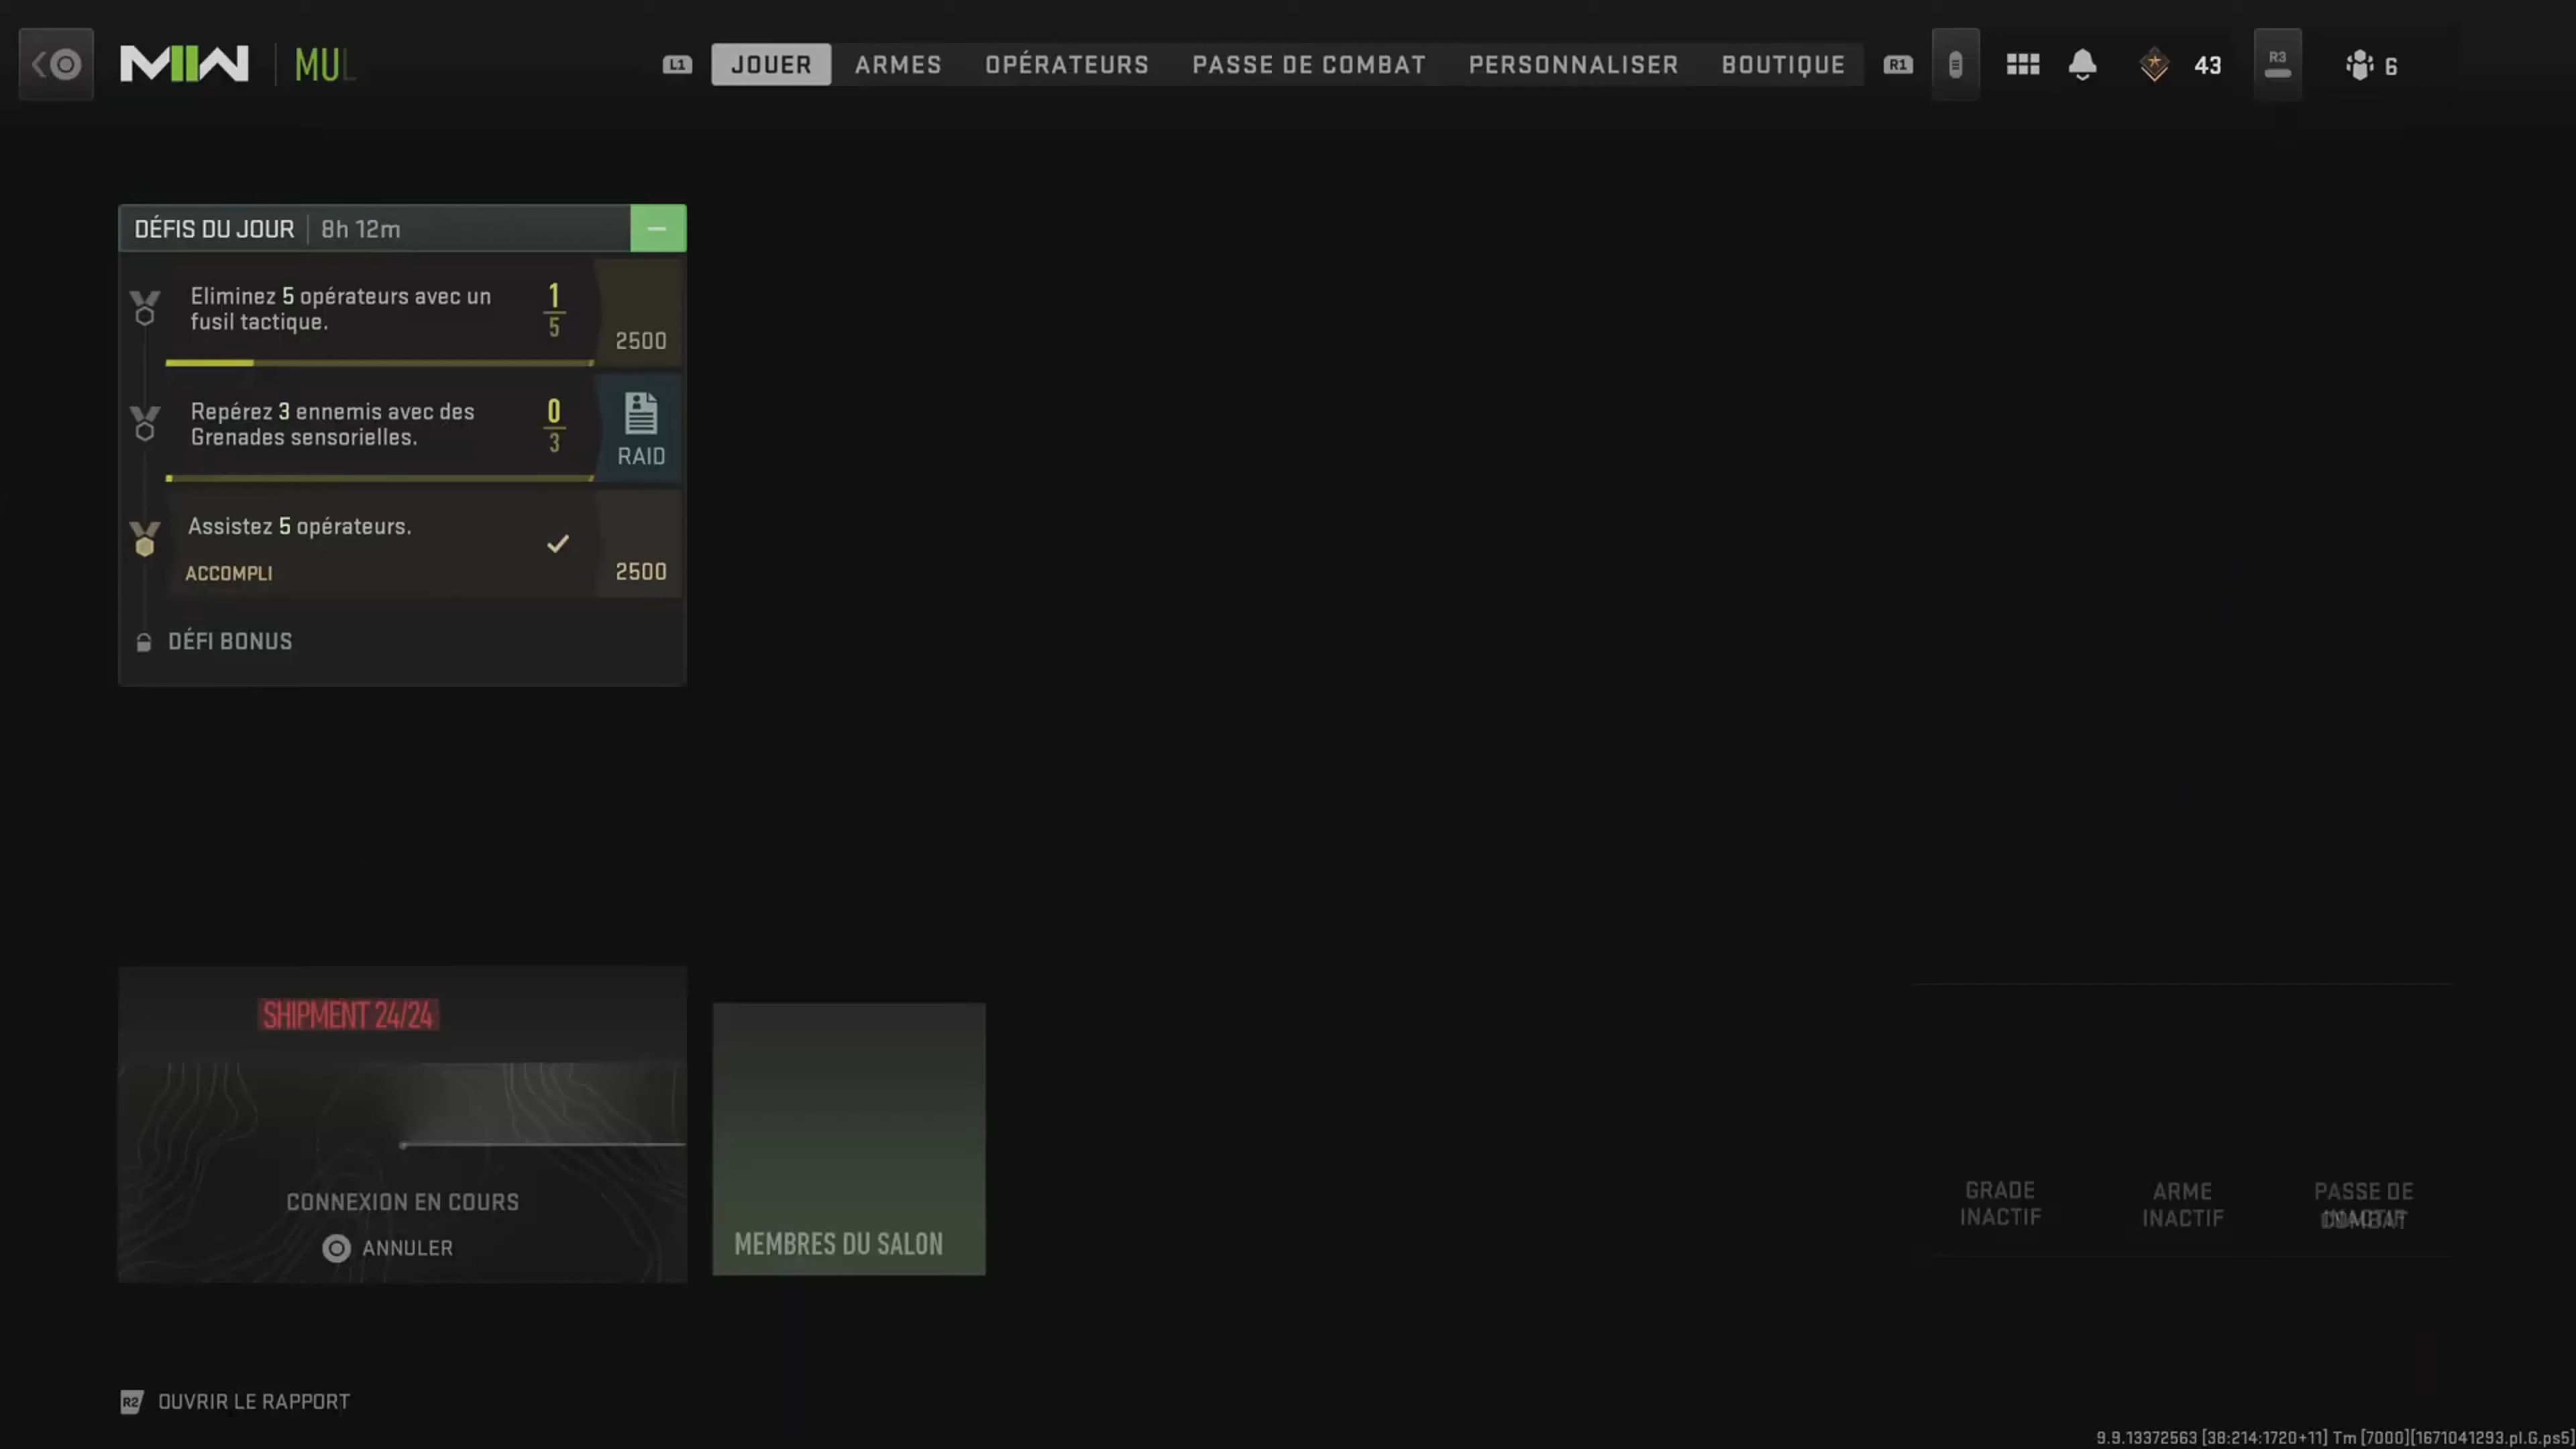 MIIW
MUL
L1
JOUER
ARMES
OPÉRATEURS
PASSE DE COMBAT
PERSONNALISER
BOUTIQUE
R1
43
R3
6
DÉFIS DU JOUR
8h 12m
Eliminez 5 opérateurs avec un
fusil tactique.
1
5
2500
Repérez 3 ennemis avec des
Grenades sensorielles.
0
3
RAID
Assistez 5 opérateurs.
ACCOMPLI
2500
DÉFI BONUS
SHIPMENT 24/24
CONNEXION EN COURS
ANNULER
MEMBRES DU SALON
GRADE
INACTIF
ARME
INACTIF
PASSE DE
COMBAT
INACTIF
R2
OUVRIR LE RAPPORT
9.9.13372563 [38:214:1720+11] Tm [7000][1671041293.pl.G.ps5]